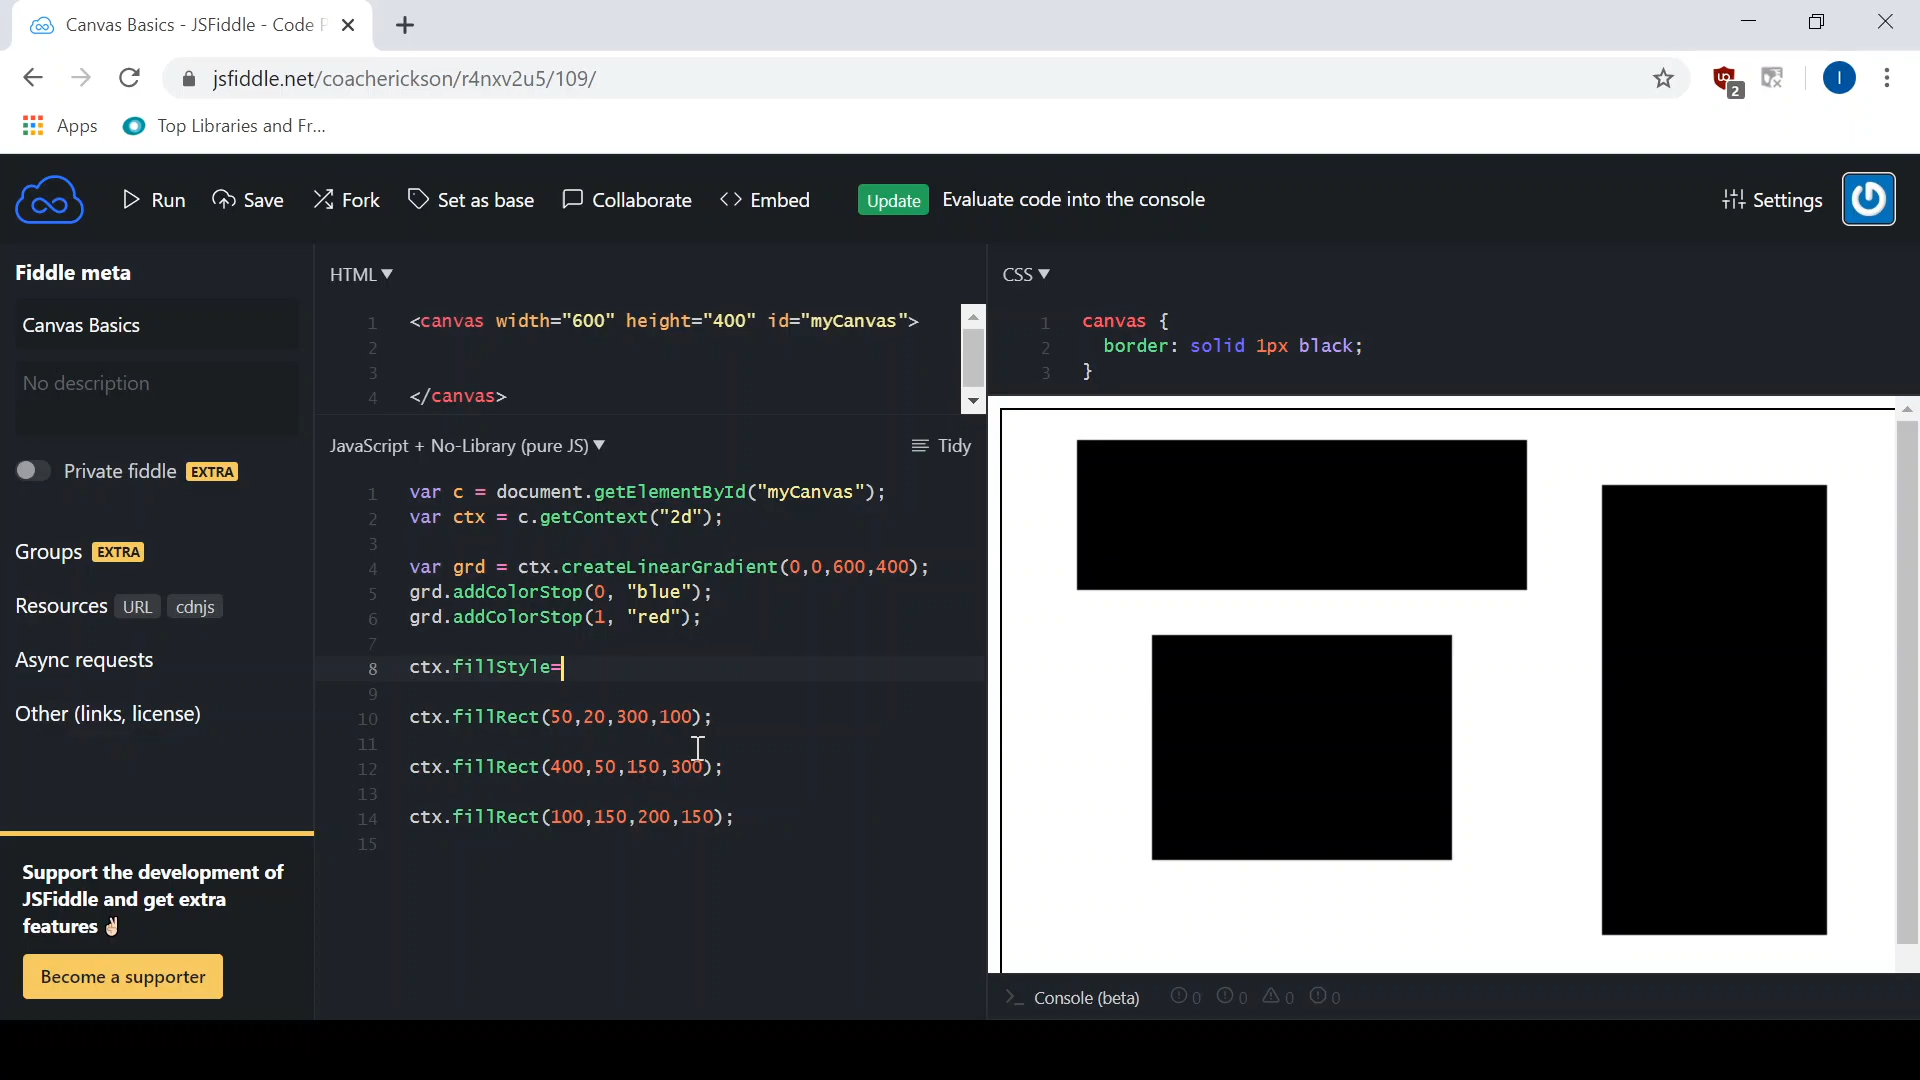 Canvas Basics - JSFiddle - Code P
jsfiddle.net/coacherickson/r4nxv2u5/109/
2
I
Apps
Top Libraries and Fr...
Run
Save
Fork
Set as base
Collaborate
Embed
Update
Evaluate code into the console
Settings
Fiddle meta
Canvas Basics
No description
Private fiddle EXTRA
Groups EXTRA
Resources URL cdnjs
Async requests
Other (links, license)
Support the development of
JSFiddle and get extra
features ✌🏻
Become a supporter
HTML ▼
1 <canvas width="600" height="400" id="myCanvas">
2
3
4 </canvas>
JavaScript + No-Library (pure JS) ▼
Tidy
1 var c = document.getElementById("myCanvas");
2 var ctx = c.getContext("2d");
3
4 var grd = ctx.createLinearGradient(0,0,600,400);
5 grd.addColorStop(0, "blue");
6 grd.addColorStop(1, "red");
7
8 ctx.fillStyle=
9
10 ctx.fillRect(50,20,300,100);
11
12 ctx.fillRect(400,50,150,300);
13
14 ctx.fillRect(100,150,200,150);
15
CSS ▼
1 canvas {
2 border: solid 1px black;
3 }
>_ Console (beta) 0 0 0 0